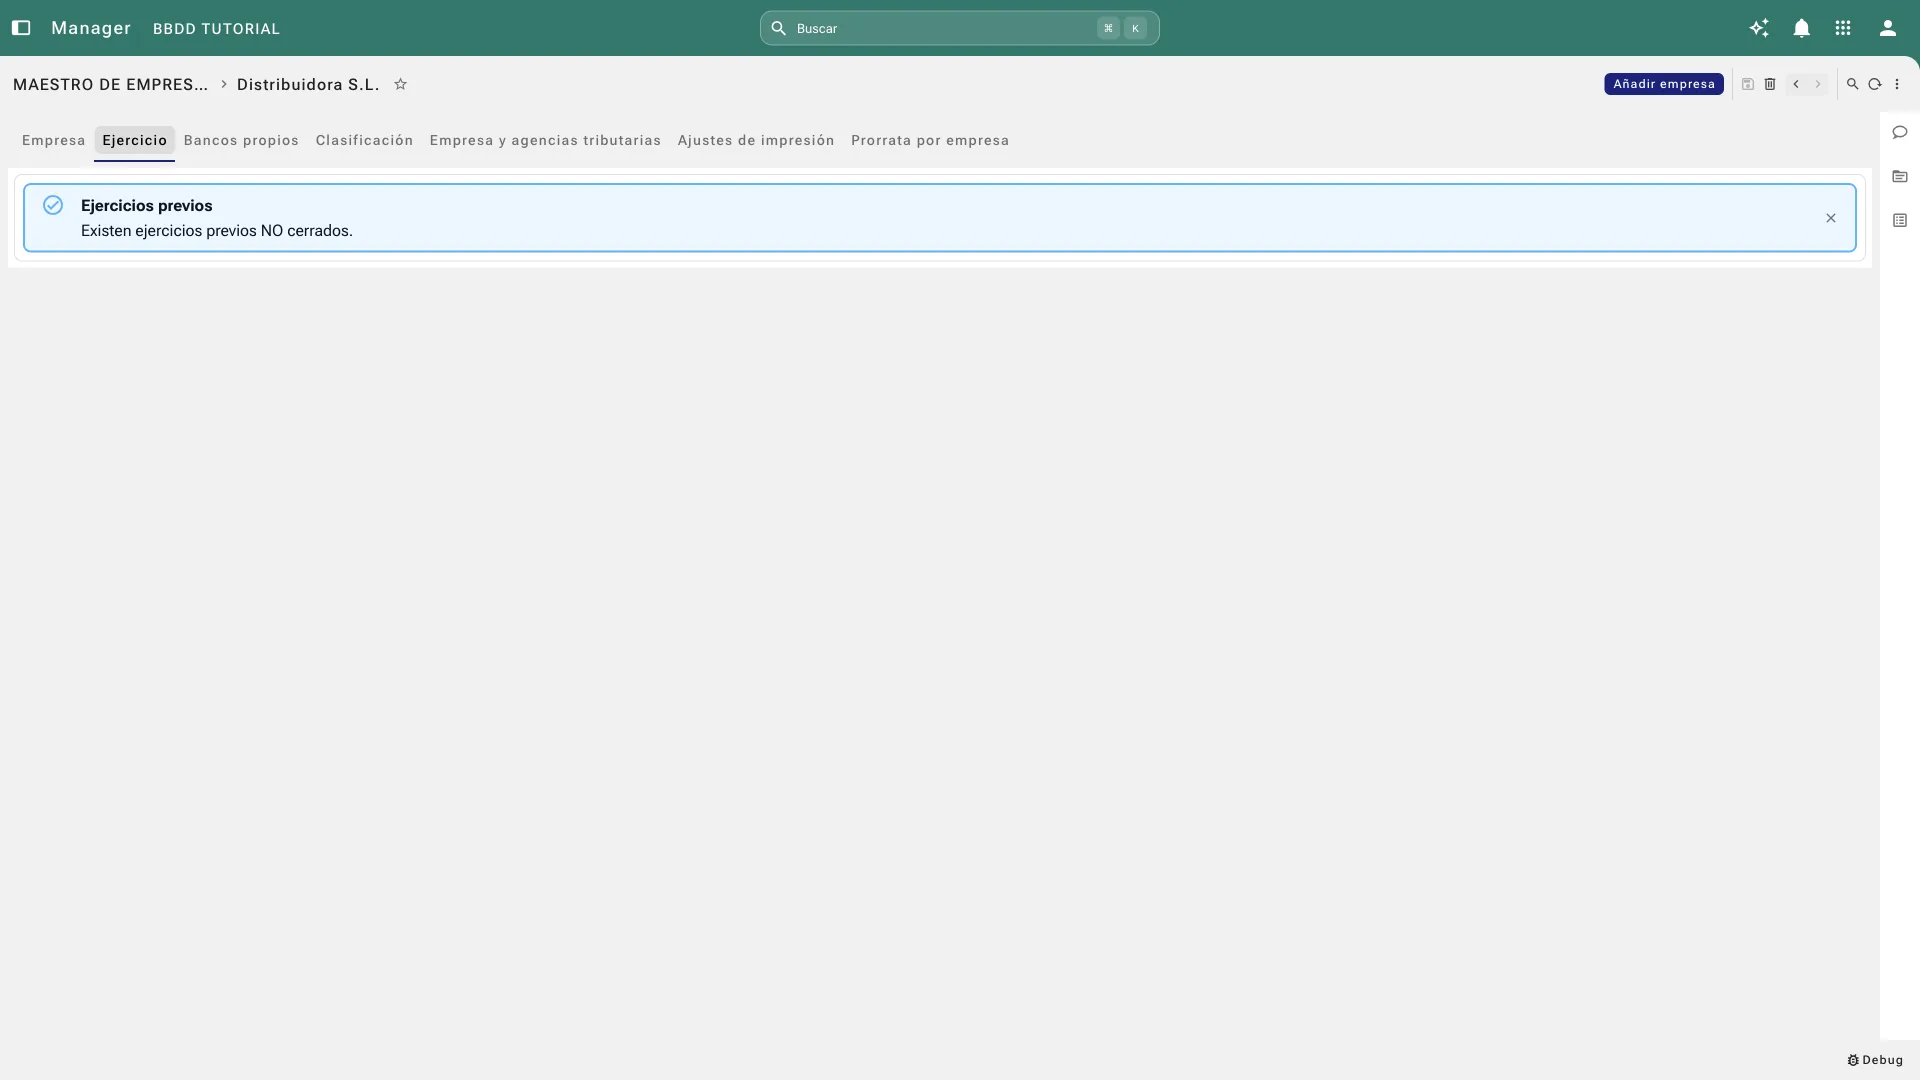 Manager BBDD TUTORIAL Buscar ⌘ K
MAESTRO DE EMPRES... > Distribuidora S.L. Añadir empresa
Empresa Ejercicio Bancos propios Clasificación Empresa y agencias tributarias Ajustes de impresión Prorrata por empresa
Ejercicios previos
Existen ejercicios previos NO cerrados.
Debug